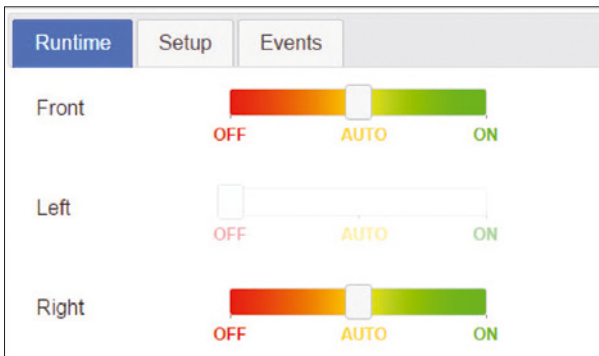 Runtime Setup Events
Front
OFF AUTO ON
Left
OFF AUTO ON
Right
OFF AUTO ON